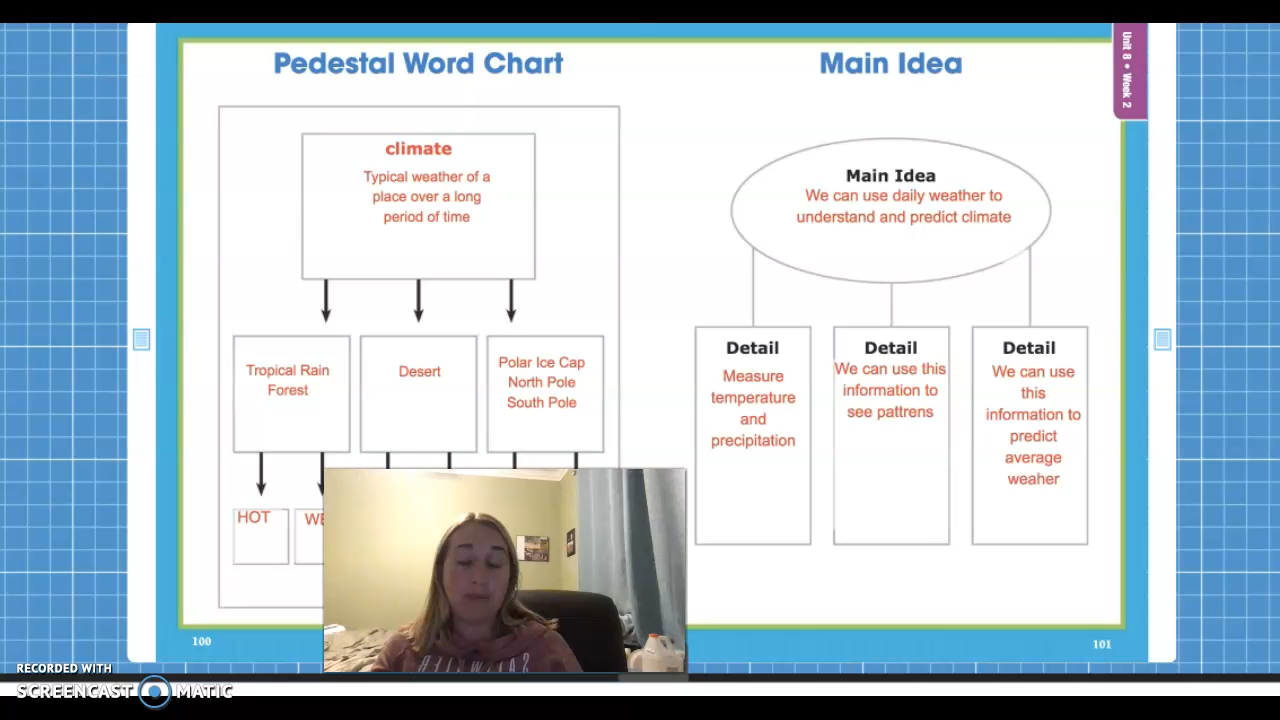 Pedestal Word Chart
climate
Typical weather of a
place over a long
period of time
Tropical Rain
Forest
Desert
Polar Ice Cap
North Pole
South Pole
HOT
Main Idea
Unit 8 • Week 2
Main Idea
We can use daily weather to
understand and predict climate
Detail
Measure
temperature
and
precipitation
Detail
We can use this
information to
see pattrens
Detail
We can use
this
information to
predict
average
weaher
100
101
RECORDED WITH
SCREENCAST MATIC